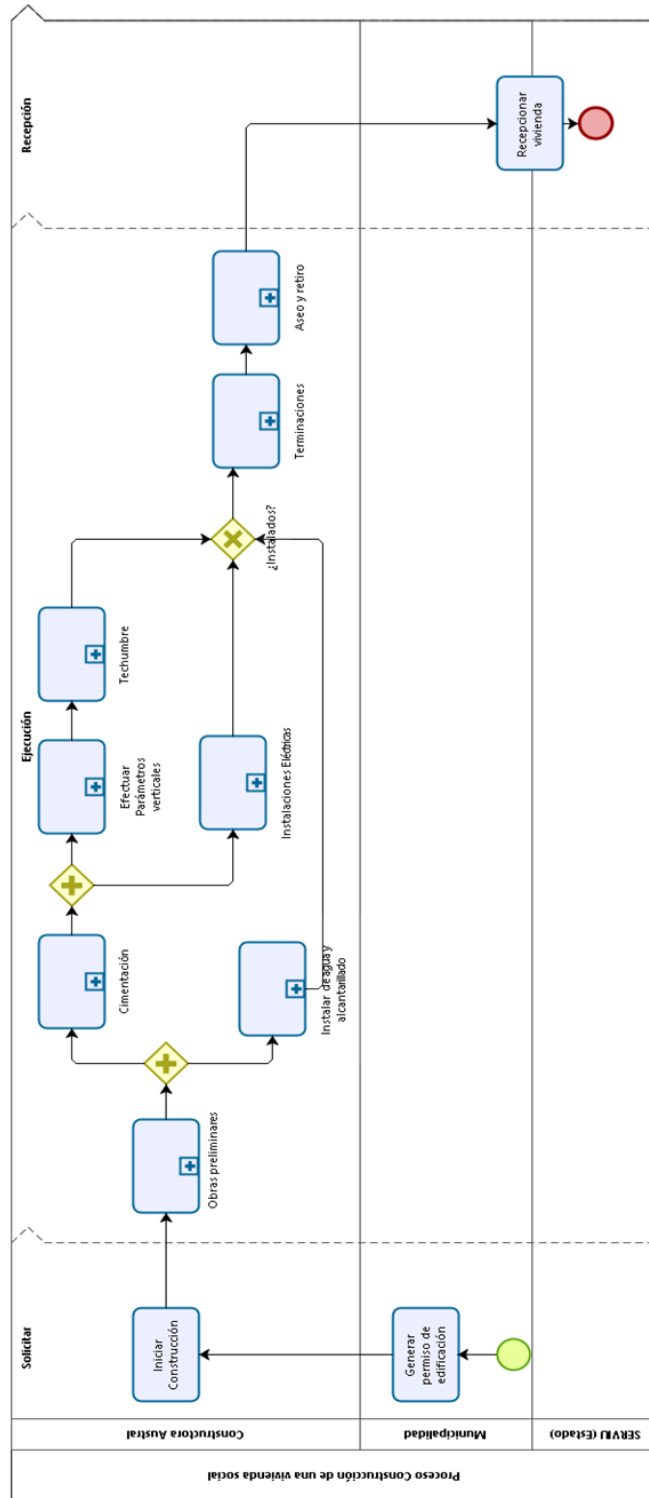 Proceso Construcción de una vivienda social
Constructora Austral
Municipalidad
SERVIU (Estado)
Solicitar
Ejecución
Recepción
Generar
permiso de
edificación
Iniciar
Construcción
Obras preliminares
Cimentación
Instalar de agua y
alcantarillado
Efectuar
Parámetros
verticales
Instalaciones Eléctricas
Techumbre
¿Instalados?
Terminaciones
Aseo y retiro
Recepcionar
vivienda